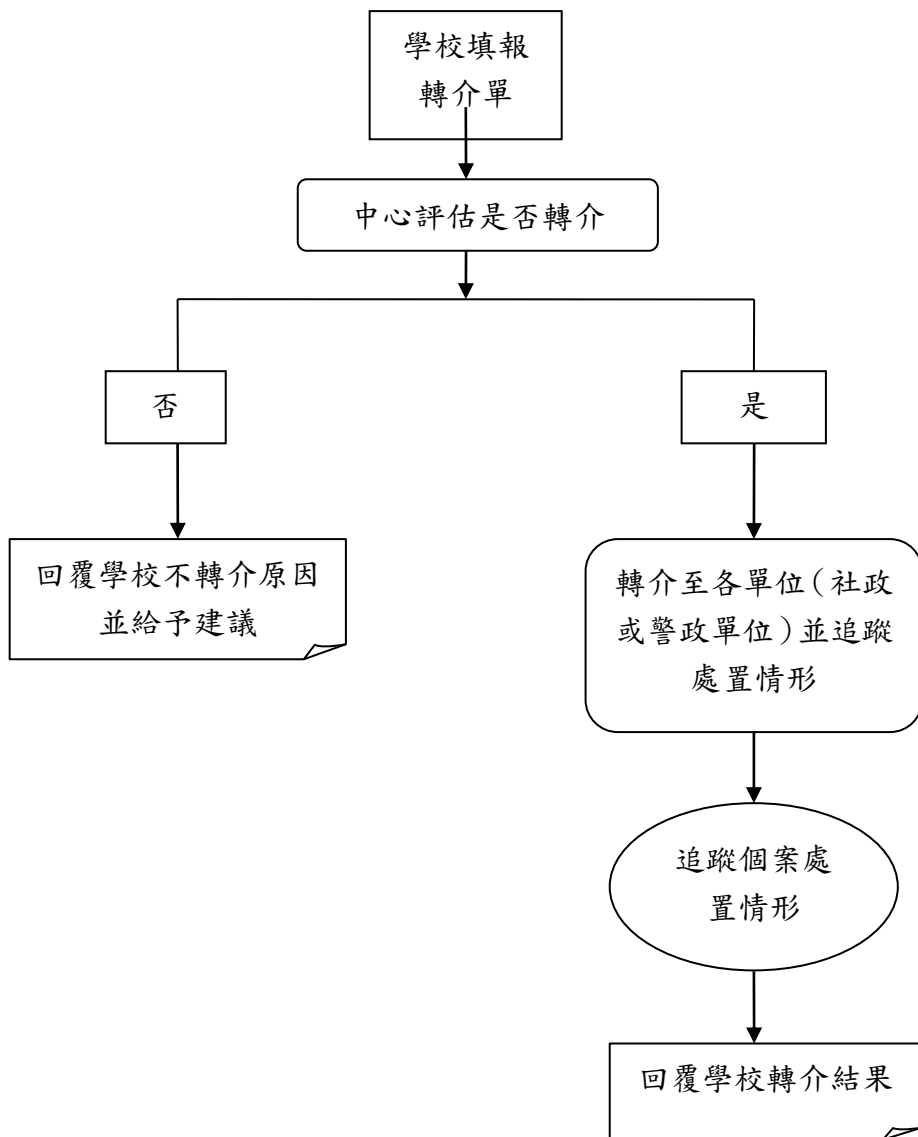 學校填報
轉介單
中心評估是否轉介
否
是
回覆學校不轉介原因
並給予建議
轉介至各單位(社政
或警政單位)並追蹤
處置情形
追蹤個案處
置情形
回覆學校轉介結果